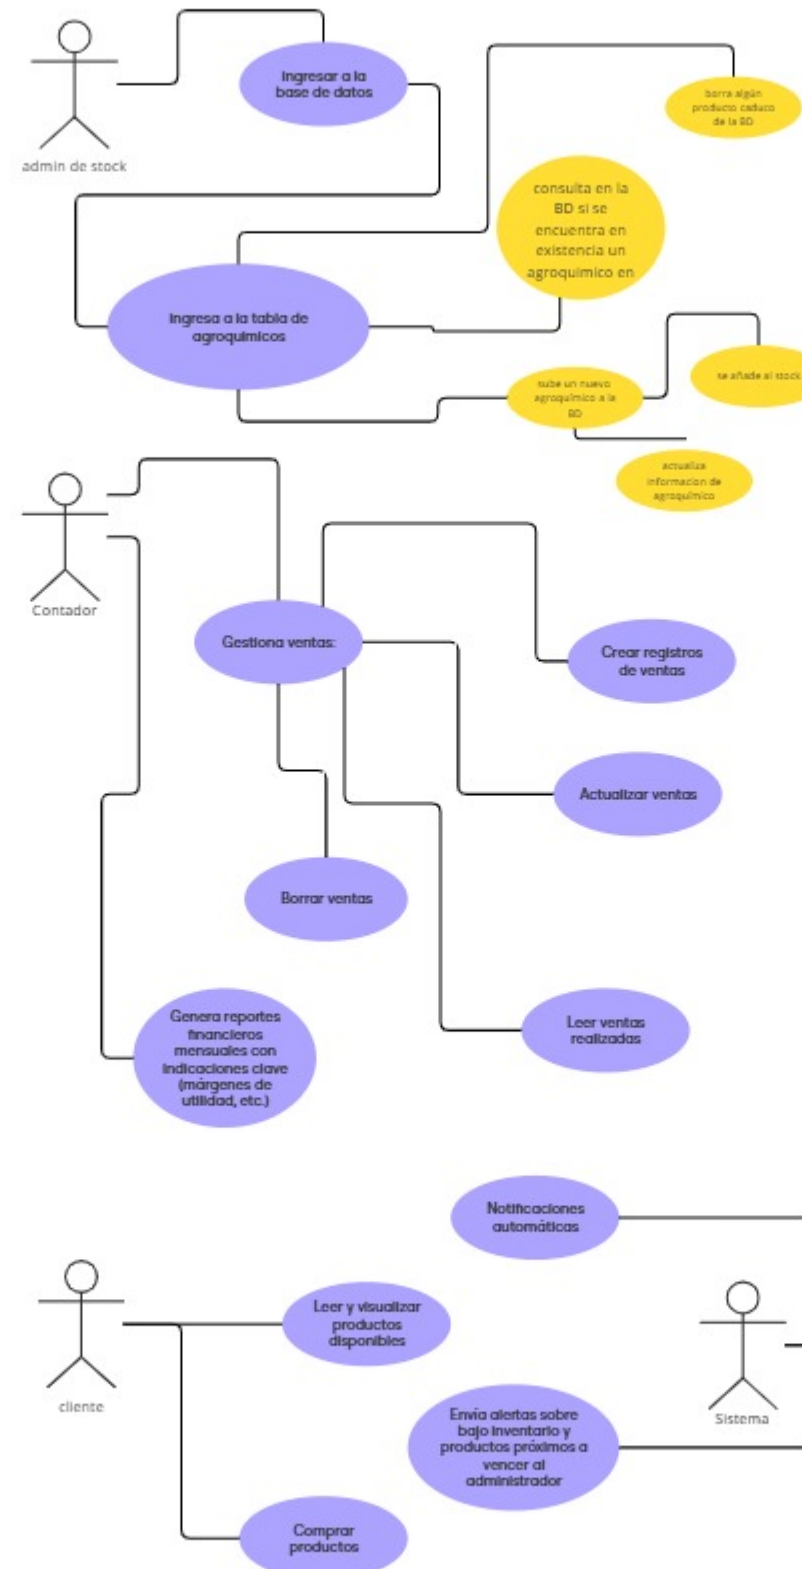 Ingresar a la
base de datos
admin de stock
borra algún
producto caduco
de la BD
consulta en la
BD si se
encuentra en
existencia un
agroquimico en
Ingresa a la tabla de
agroquímicos
sube un nuevo
agroquímico a la
BD
se añade al stock
actualiza
informacion de
agroquímico
Contador
Gestiona ventas:
Crear registros
de ventas
Actualizar ventas
Borrar ventas
Genera reportes
financieros
mensuales con
indicaciones clave
(márgenes de
utilidad, etc.)
Leer ventas
realizadas
Notificaciones
automáticas
Leer y visualizar
productos
disponibles
cliente
Sistema
Envía alertas sobre
bajo inventario y
productos próximos a
vencer al
administrador
Comprar
productos